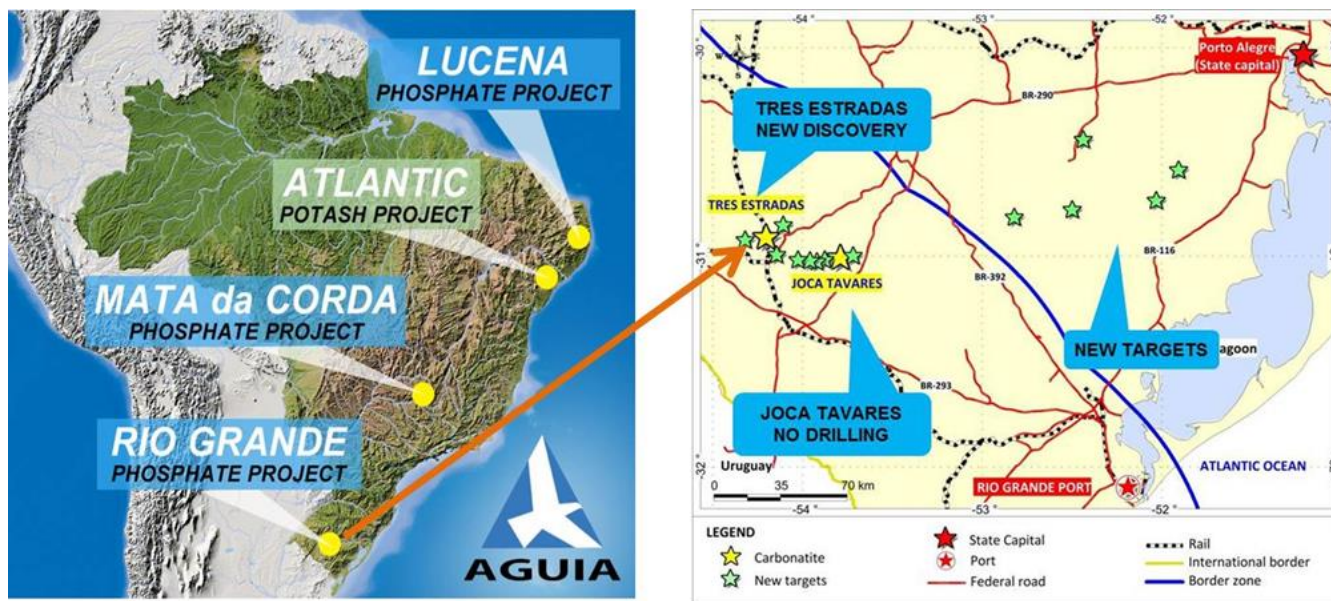 LUCENA
PHOSPHATE PROJECT
ATLANTIC
POTASH PROJECT
MATA da CORDA
PHOSPHATE PROJECT
RIO GRANDE
PHOSPHATE PROJECT
AGUIA
-54
-53
-52
-30
-30
N
W
E
S
Porto Alegre
(State capital)
BR-290
TRES ESTRADAS
NEW DISCOVERY
TRES ESTRADAS
-31
-31
JOCA TAVARES
BR-116
BR-392
NEW TARGETS
agoon
BR-293
JOCA TAVARES
NO DRILLING
-32
Uruguay
ATLANTIC OCEAN
0 35 70 km
RIO GRANDE PORT
-54
-53
-52
LEGEND
Carbonatite
New targets
State Capital
Port
Federal road
Rail
International border
Border zone